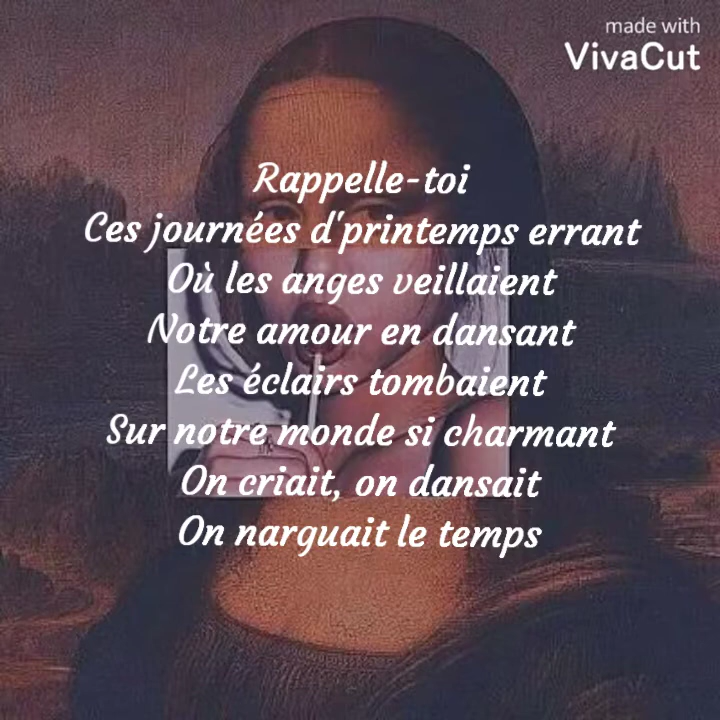 made with
VivaCut
Rappelle-toi
Ces journées d'printemps errant
Où les anges veillaient
Notre amour en dansant
Les éclairs tombaient
Sur notre monde si charmant
On criait, on dansait
On narguait le temps